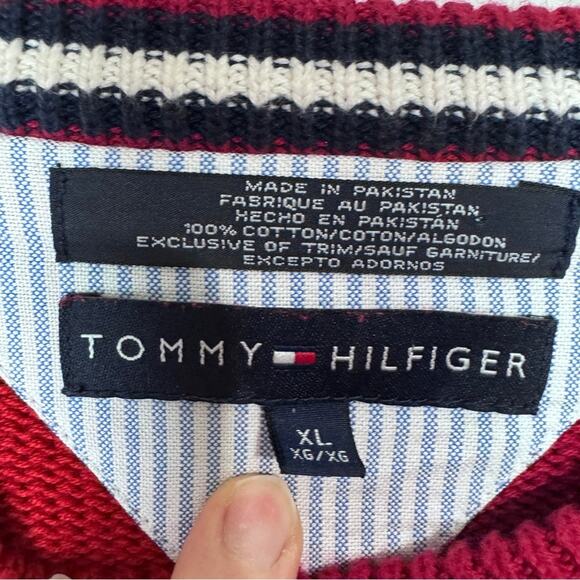 MADE IN PAKISTAN
FABRIQUE AU PAKISTAN
HECHO EN PAKISTÁN
100% COTTON/COTON/ALGODON
EXCLUSIVE OF TRIM/SAUF GARNITURE/
EXCEPTO ADORNOS
TOMMY HILFIGER
XL
XG/XG